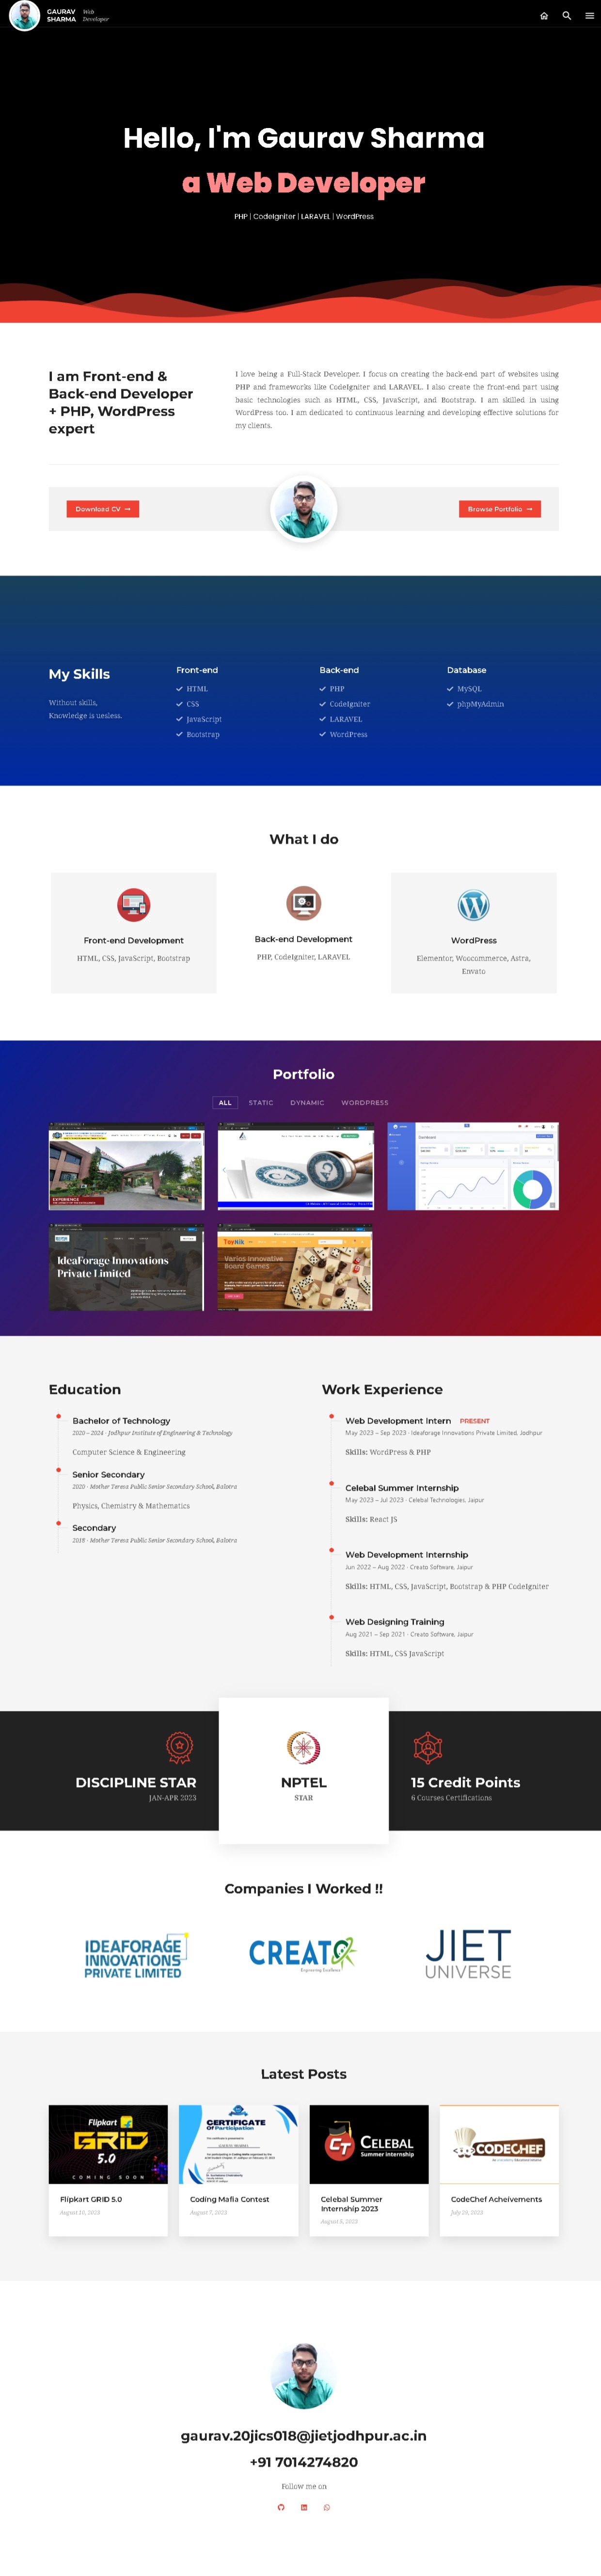 GAURAV
SHARMA
Web
Developer
Hello, I'm Gaurav Sharma
a Web Developer
PHP | CodeIgniter | LARAVEL | WordPress
I am Front-end &
Back-end Developer
+ PHP, WordPress
expert
I love being a Full-Stack Developer. I focus on creating the back-end part of websites using
PHP and frameworks like CodeIgniter and LARAVEL. I also create the front-end part using
basic technologies such as HTML, CSS, JavaScript, and Bootstrap. I am skilled in using
WordPress too. I am dedicated to continuous learning and developing effective solutions for
my clients.
Download CV →
Browse Portfolio →
My Skills
Without skills,
Knowledge is uesless.
Front-end
HTML
CSS
JavaScript
Bootstrap
Back-end
PHP
CodeIgniter
LARAVEL
WordPress
Database
MySQL
phpMyAdmin
What I do
Front-end Development
HTML, CSS, JavaScript, Bootstrap
Back-end Development
PHP, CodeIgniter, LARAVEL
WordPress
Elementor, Woocommerce, Astra,
Envato
Portfolio
ALL
STATIC
DYNAMIC
WORDPRESS
EXPERIENCE
Dashboard
IdeaForage Innovations
Private Limited
ToyNik
Varios Innovative
Board Games
Education
Bachelor of Technology
2020 – 2024 · Jodhpur Institute of Engineering & Technology
Computer Science & Engineering
Senior Secondary
2020 · Mother Teresa Public Senior Secondary School, Balotra
Physics, Chemistry & Mathematics
Secondary
2018 · Mother Teresa Public Senior Secondary School, Balotra
Work Experience
Web Development Intern PRESENT
May 2023 – Sep 2023 · Ideaforage Innovations Private Limited, Jodhpur
Skills: WordPress & PHP
Celebal Summer Internship
May 2023 – Jul 2023 · Celebal Technologies, Jaipur
Skills: React JS
Web Development Internship
Jun 2022 – Aug 2022 · Creato Software, Jaipur
Skills: HTML, CSS, JavaScript, Bootstrap & PHP CodeIgniter
Web Designing Training
Aug 2021 – Sep 2021 · Creato Software, Jaipur
Skills: HTML, CSS JavaScript
DISCIPLINE STAR
JAN-APR 2023
NPTEL
STAR
15 Credit Points
6 Courses Certifications
Companies I Worked !!
IDEAFORAGE
INNOVATIONS
PRIVATE LIMITED
CREATO
Engineering Excellence
JIET
UNIVERSE
Latest Posts
Flipkart
GRiD
5.0
COMING SOON
Flipkart GRID 5.0
August 10, 2023
CERTIFICATE
Of Participation
Coding Mafia Contest
August 7, 2023
CT CELEBAL
Summer Internship
Celebal Summer
Internship 2023
August 5, 2023
CODECHEF
CodeChef Acheivements
July 29, 2023
gaurav.20jics018@jietjodhpur.ac.in
+91 7014274820
Follow me on